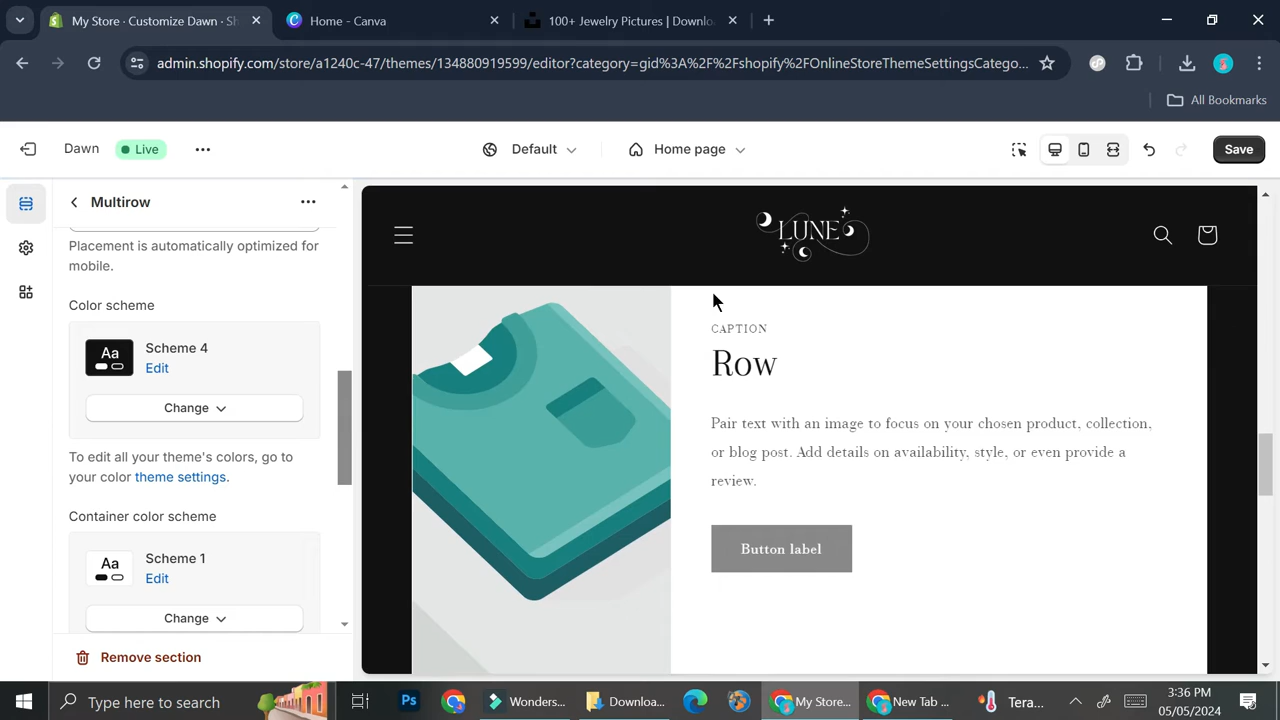 My Store · Customize Dawn · Sh
Home - Canva
100+ Jewelry Pictures | Downlo
admin.shopify.com/store/a1240c-47/themes/134880919599/editor?category=gid%3A%2F%2Fshopify%2FOnlineStoreThemeSettingsCatego...
All Bookmarks
Dawn
Live
Default
Home page
Save
Multirow
Placement is automatically optimized for
mobile.
Color scheme
Aa
Scheme 4
Edit
Change
To edit all your theme's colors, go to
your color theme settings.
Container color scheme
Aa
Scheme 1
Edit
Change
Remove section
LUNE
CAPTION
Row
Pair text with an image to focus on your chosen product, collection,
or blog post. Add details on availability, style, or even provide a
review.
Button label
Type here to search
Ps
Wonders...
Downloa...
My Store...
New Tab ...
Tera...
3:36 PM
05/05/2024